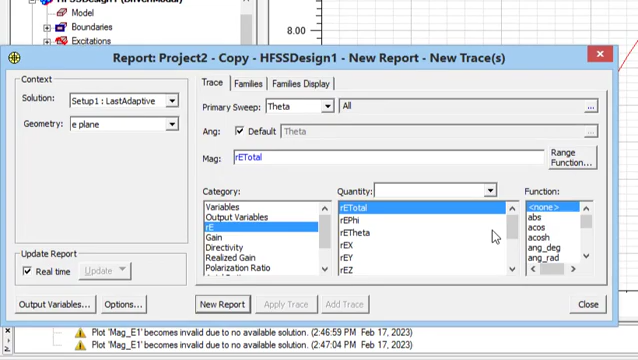 HFSSDesign1 (DrivenModal)
Model
Boundaries
Excitations
8.00
Report: Project2 - Copy - HFSSDesign1 - New Report - New Trace(s)
Context
Solution: Setup1 : LastAdaptive
Geometry: e plane
Update Report
Real time Update
Output Variables... Options...
Trace Families Families Display
Primary Sweep: Theta All ...
Ang: Default Theta ...
Mag: rETotal
Range Function...
Category: Quantity: Function:
Variables
Output Variables
rE
Gain
Directivity
Realized Gain
Polarization Ratio
rETotal
rEPhi
rETheta
rEX
rEY
rEZ
<none>
abs
acos
acosh
ang_deg
ang_rad
New Report Apply Trace Add Trace Close
Plot 'Mag_E1' becomes invalid due to no available solution. (2:46:59 PM Feb 17, 2023)
Plot 'Mag_E1' becomes invalid due to no available solution. (2:47:04 PM Feb 17, 2023)